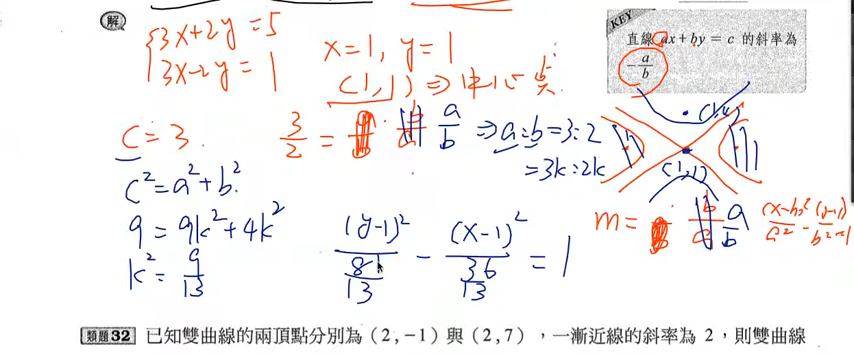 解
3x+2y=5
3x-2y=1
x=1, y=1
(1,1)⇒中心點
KEY
直線 ax+by=c 的斜率為
-a/b
(1,4)
(1,1)
c=3.
3/2 = a/b ⇒ a:b=3:2
=3k:2k
c²=a²+b²
9=9k²+4k²
k²=9/13
(y-1)²/(81/13) - (x-1)²/(36/13) = 1
m= a/b
類題32 已知雙曲線的兩頂點分別為(2,-1)與(2,7),一漸近線的斜率為 2,則雙曲線